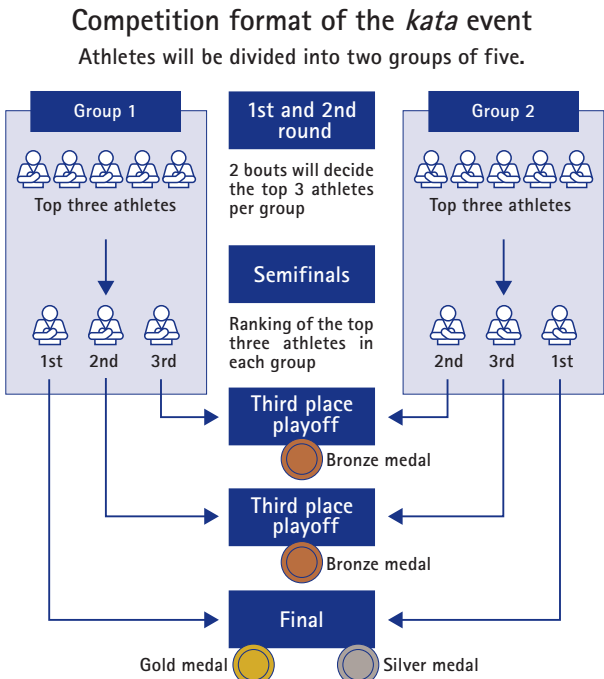 Competition format of the kata event
Athletes will be divided into two groups of five.
Group 1
Top three athletes
1st 2nd 3rd
1st and 2nd
round
2 bouts will decide
the top 3 athletes
per group
Semifinals
Ranking of the top
three athletes in
each group
Group 2
Top three athletes
2nd 3rd 1st
Third place
playoff
Bronze medal
Third place
playoff
Bronze medal
Final
Gold medal
Silver medal